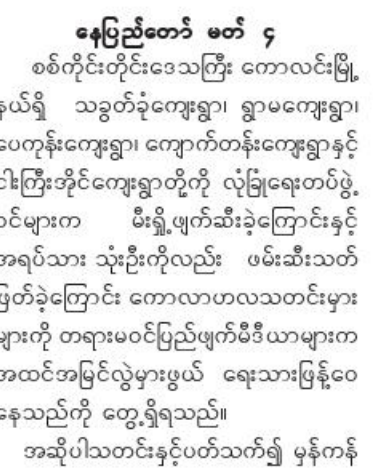 နေပြည်တော် မတ် ၄
စစ်ကိုင်းတိုင်းဒေသကြီး ကောလင်းမြို့
နယ်ရှိ သခွတ်ခုံကျေးရွာ၊ ရွာမကျေးရွာ၊
ပေကုန်းကျေးရွာ၊ ကျောက်တန်းကျေးရွာနှင့်
ငါးကြီးအိုင်ကျေးရွာတို့ကို လုံခြုံရေးတပ်ဖွဲ့
ဝင်များက မီးရှို့ဖျက်ဆီးခဲ့ကြောင်းနှင့်
အရပ်သား သုံးဦးကိုလည်း ဖမ်းဆီးသတ်
ဖြတ်ခဲ့ကြောင်း ကောလာဟလသတင်းမှား
များကို တရားမဝင်ပြည်ဖျက်မီဒီယာများက
အထင်အမြင်လွဲမှားဖွယ် ရေးသားဖြန့်ဝေ
နေသည်ကို တွေ့ရှိရသည်။
အဆိုပါသတင်းနှင့်ပတ်သက်၍ မှန်ကန်